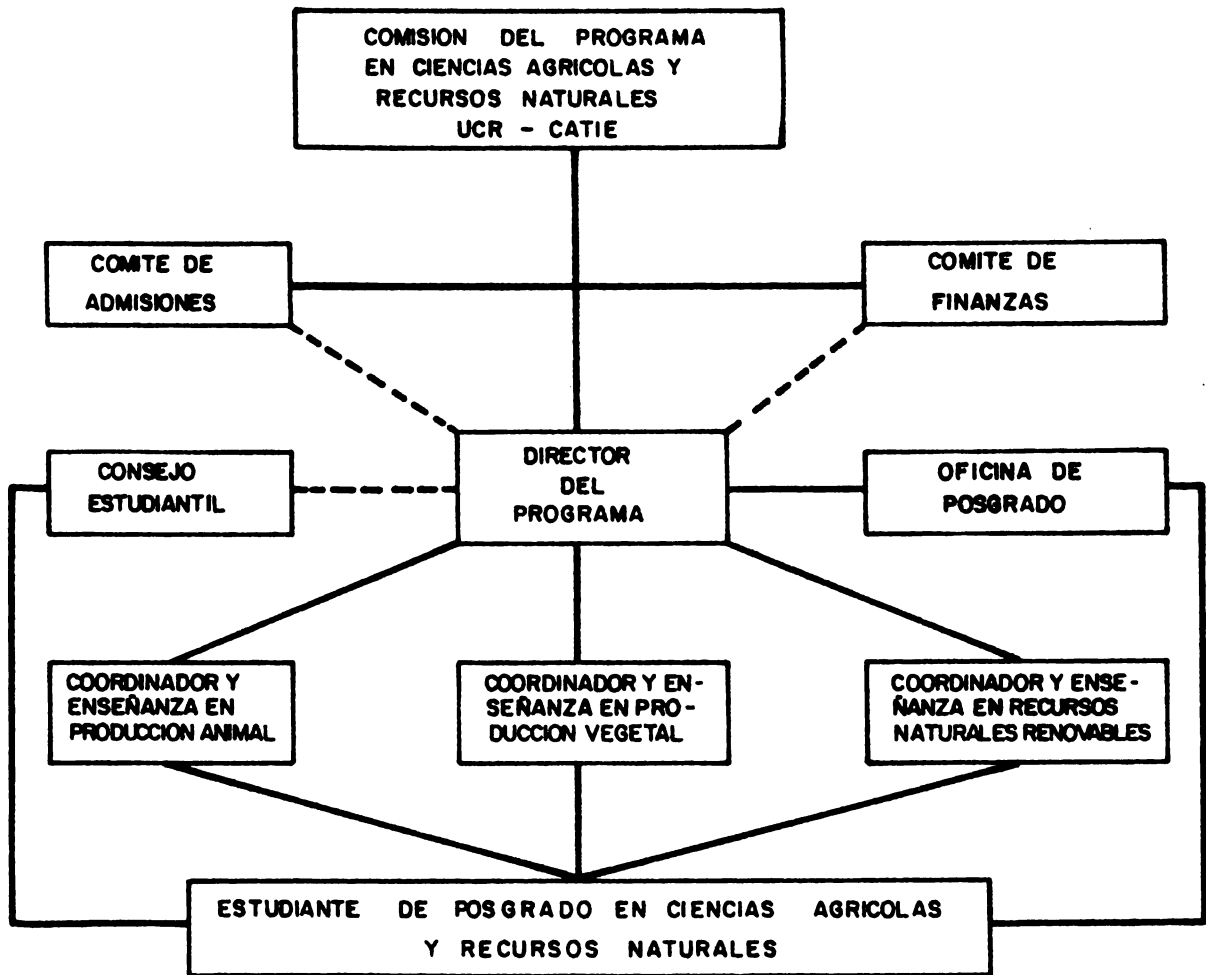 COMISION DEL PROGRAMA
EN CIENCIAS AGRICOLAS Y
RECURSOS NATURALES
UCR - CATIE
COMITE DE
ADMISIONES
COMITE DE
FINANZAS
CONSEJO
ESTUDIANTIL
DIRECTOR
DEL
PROGRAMA
OFICINA DE
POSGRADO
COORDINADOR Y
ENSEÑANZA EN
PRODUCCION ANIMAL
COORDINADOR Y EN-
SEÑANZA EN PRO-
DUCCION VEGETAL
COORDINADOR Y ENSE-
ÑANZA EN RECURSOS
NATURALES RENOVABLES
ESTUDIANTE DE POSGRADO EN CIENCIAS AGRICOLAS
Y RECURSOS NATURALES